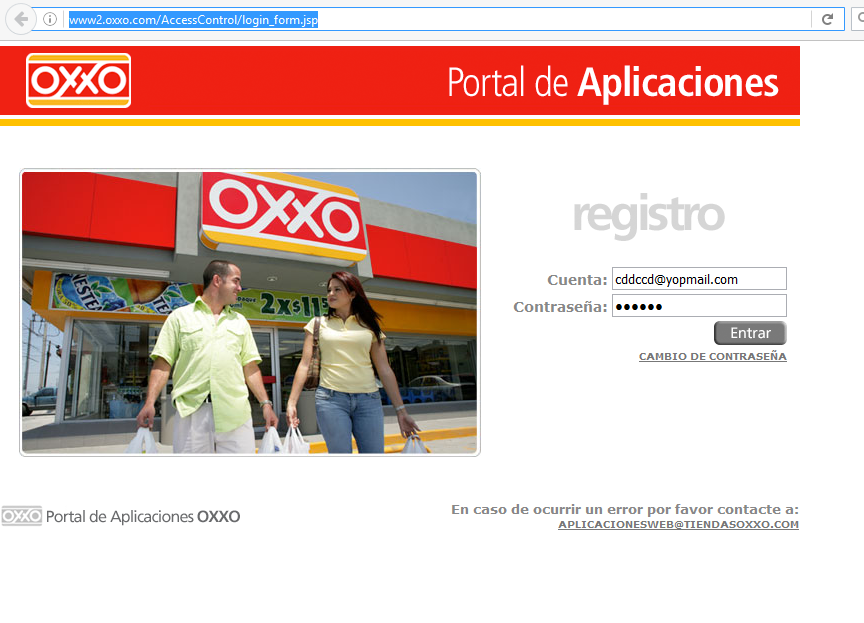 www2.oxxo.com/AccessControl/login_form.jsp
OXXO
Portal de Aplicaciones
OXXO
2X$11
registro
Cuenta: cddccd@yopmail.com
Contraseña: ●●●●●●
Entrar
CAMBIO DE CONTRASEÑA
OXXO Portal de Aplicaciones OXXO
En caso de ocurrir un error por favor contacte a:
APLICACIONESWEB@TIENDASOXXO.COM